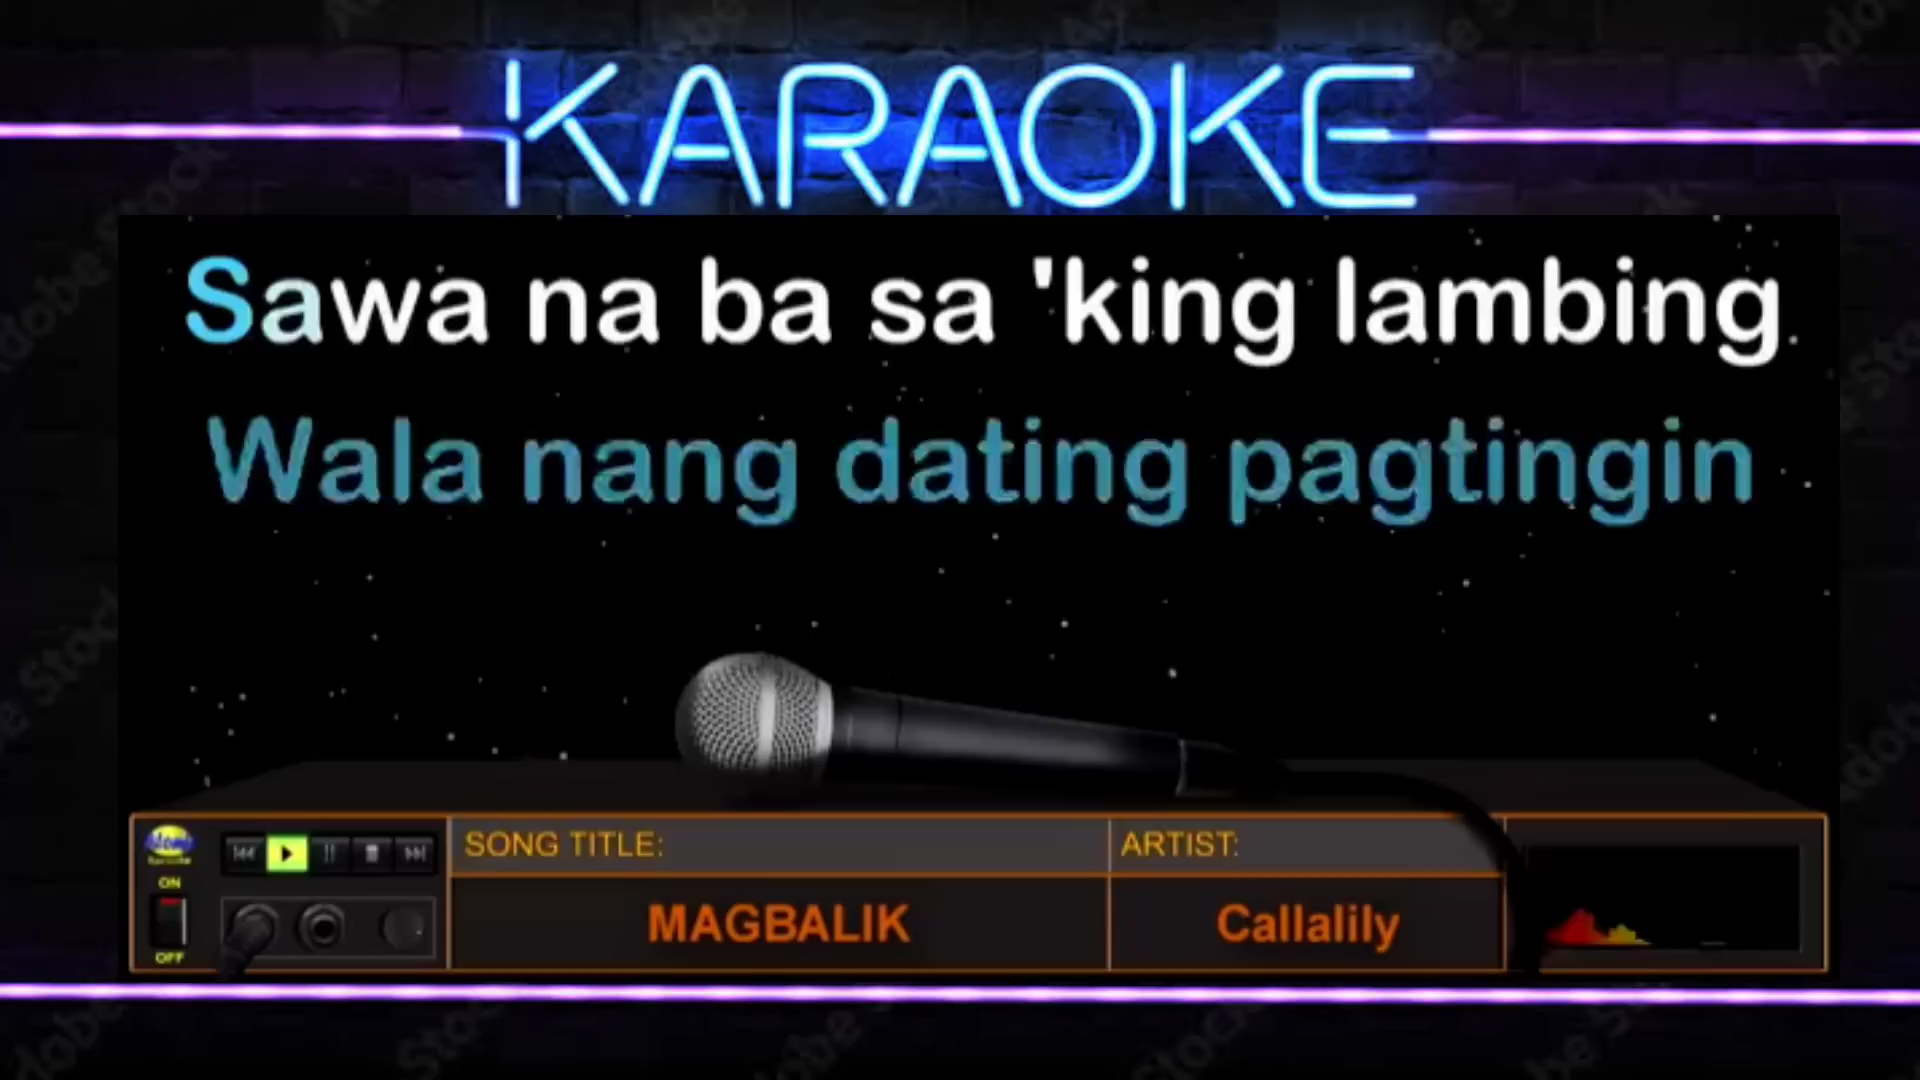 KARAOKE
Sawa na ba sa 'king lambing
Wala nang dating pagtingin
SONG TITLE:
ARTIST:
ON
MAGBALIK
Callalily
OFF